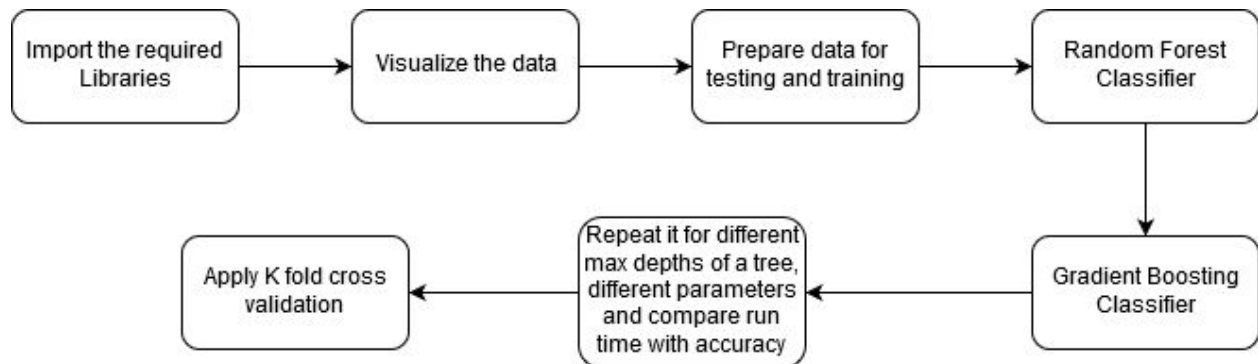 Import the required
Libraries
Visualize the data
Prepare data for
testing and training
Random Forest
Classifier
Gradient Boosting
Classifier
Repeat it for different
max depths of a tree,
different parameters
and compare run
time with accuracy
Apply K fold cross
validation